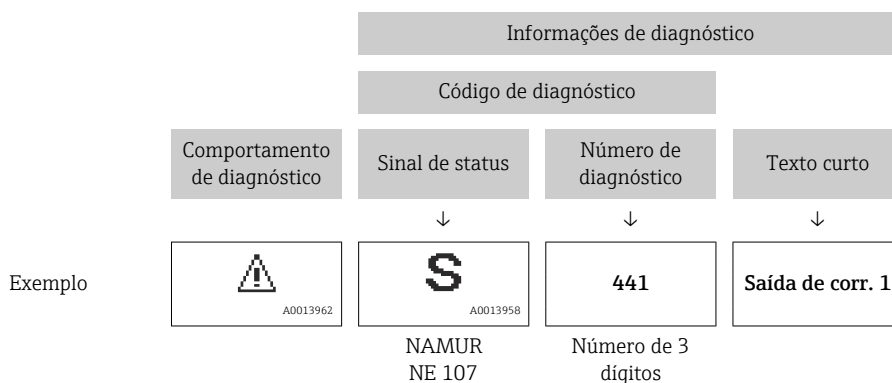 Informações de diagnóstico
Código de diagnóstico
Comportamento
de diagnóstico
Sinal de status
Número de
diagnóstico
Texto curto
↓ ↓ ↓
Exemplo
A0013962
S
A0013958
441
Saída de corr. 1
NAMUR
NE 107
Número de 3
dígitos